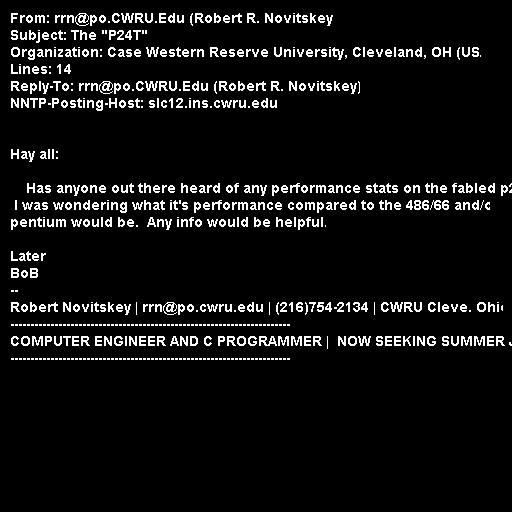 From: rrn@po.CWRU.Edu (Robert R. Novitskey
Subject: The "P24T"
Organization: Case Western Reserve University, Cleveland, OH (US
Lines: 14
Reply-To: rrn@po.CWRU.Edu (Robert R. Novitskey)
NNTP-Posting-Host: slc12.ins.cwru.edu
Hay all:
Has anyone out there heard of any performance stats on the fabled
I was wondering what it's performance compared to the 486/66 and/
pentium would be.  Any info would be helpful.
Later
BoB
--
Robert Novitskey | rrn@po.cwru.edu | (216)754-2134 | CWRU Cleve. Ohio
----------------------------------------------------------------------
COMPUTER ENGINEER AND C PROGRAMMER |  NOW SEEKING SUMMER
----------------------------------------------------------------------